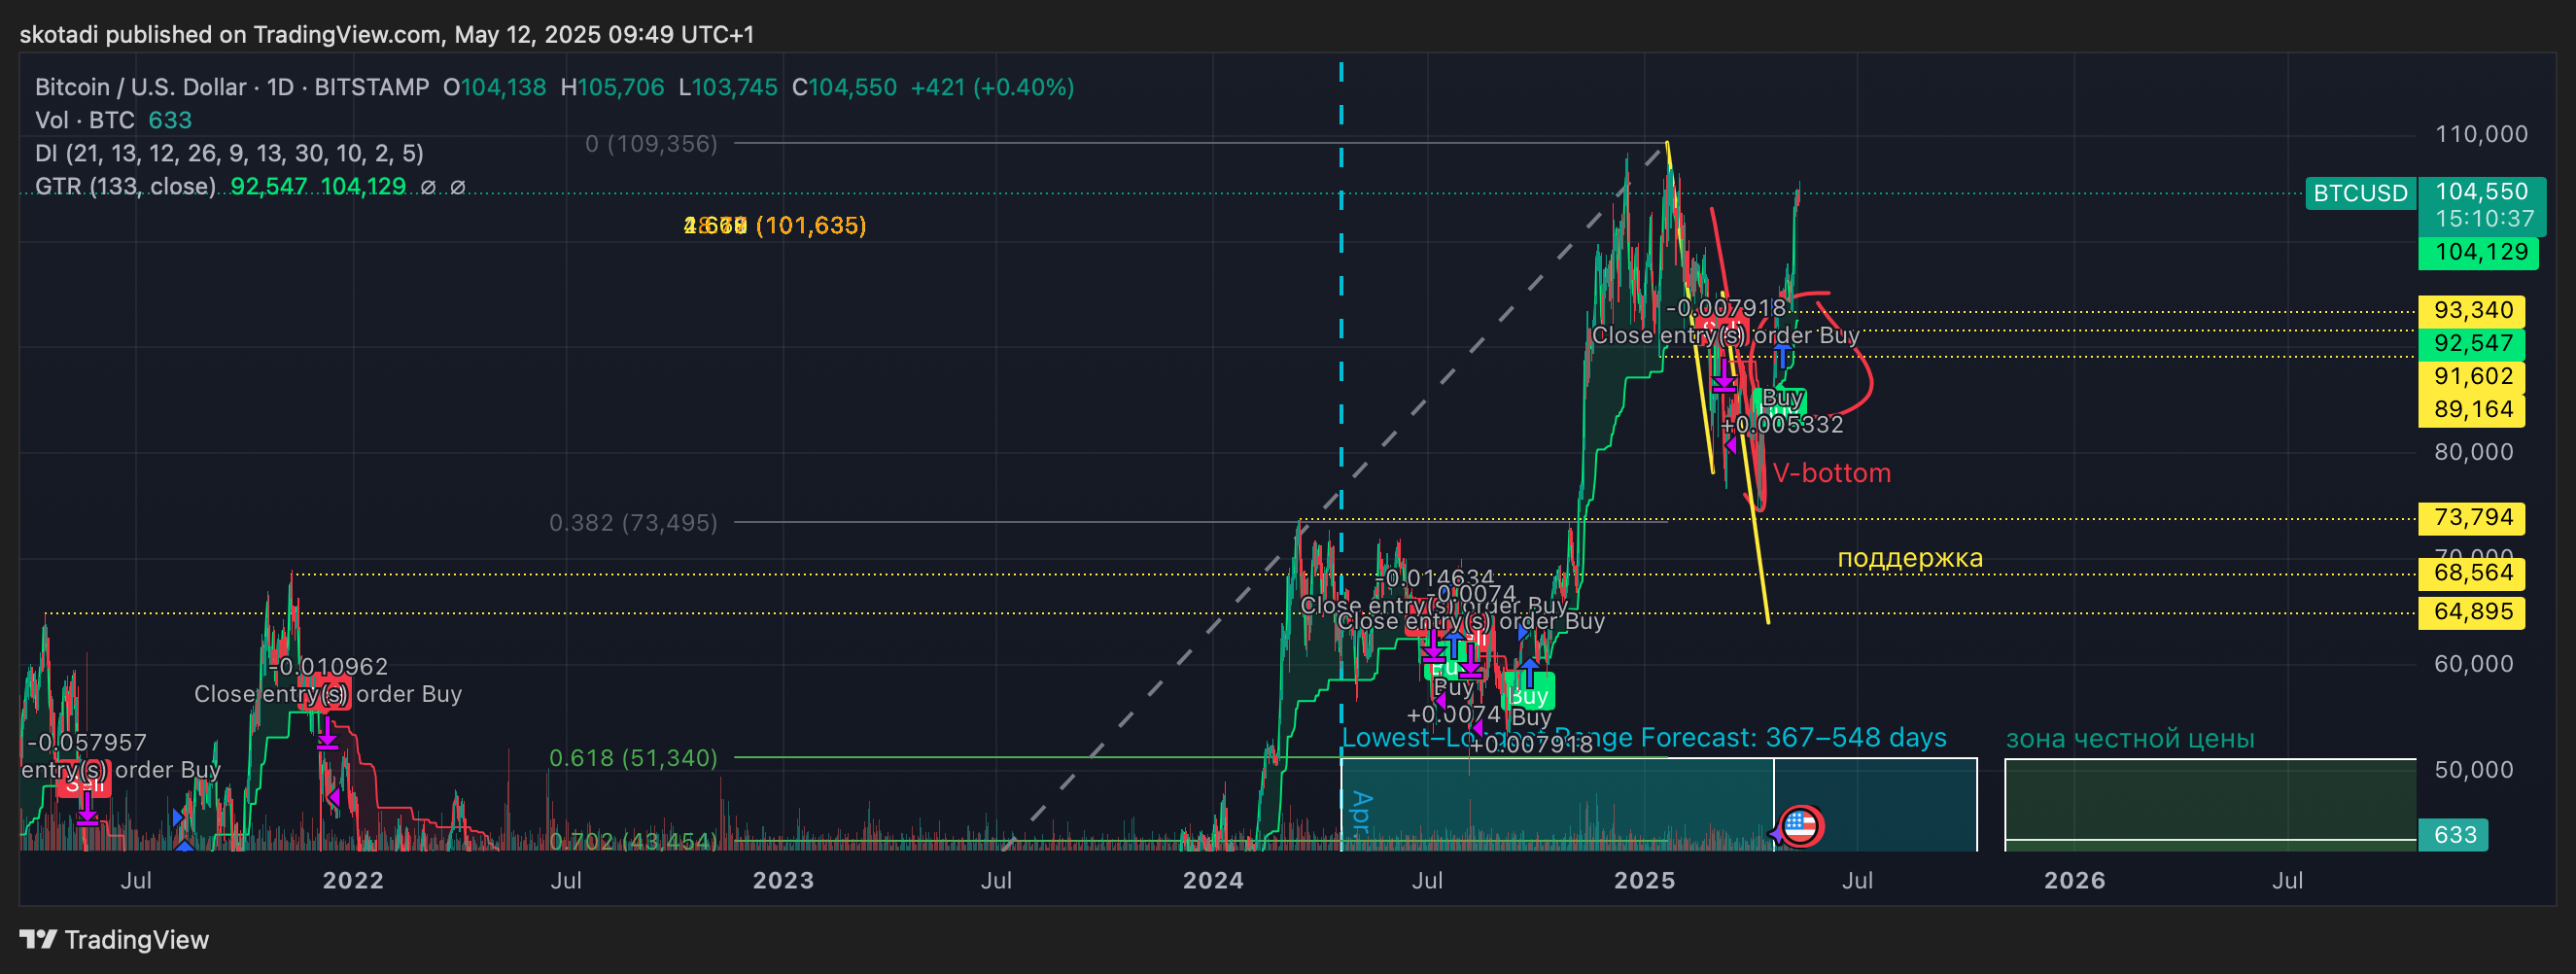 skotadi published on TradingView.com, May 12, 2025 09:49 UTC+1
Bitcoin / U.S. Dollar · 1D · BITSTAMP O104,138 H105,706 L103,745 C104,550 +421 (+0.40%)
Vol · BTC 633
DI (21, 13, 12, 26, 9, 13, 30, 10, 2, 5)
GTR (133, close) 92,547 104,129 ∅ ∅
0 (109,356)
(101,635)
0.382 (73,495)
0.618 (51,340)
0.702 (43,454)
110,000
BTCUSD 104,550
15:10:37
104,129
93,340
92,547
91,602
89,164
80,000
73,794
70,000
68,564
64,895
60,000
50,000
633
-0.007918
Close entry(s) order Buy
Buy
+0.005332
V-bottom
поддержка
-0.014634
-0.0074
Close entry(s) order Buy
Close entry(s) order Buy
Buy
Buy
+0.0074
Buy
Buy
+0.007918
-0.010962
Close entry(s) order Buy
-0.057957
entry(s) order Buy
Sell
Lowest–Longest Range Forecast: 367–548 days
Apr.
зона честной цены
Jul 2022 Jul 2023 Jul 2024 Jul 2025 Jul 2026 Jul
TradingView